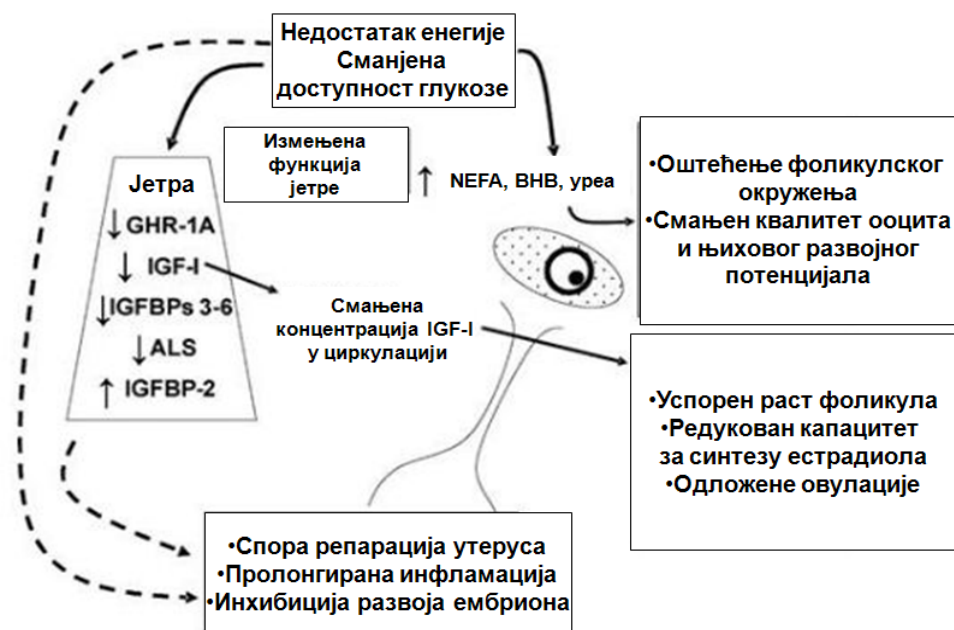 Недостатак енегије
Сманјена
доступност глукозе
Измењена
функција
јетре
↑ NEFA, BHB, уреа
•Оштећење фоликулског
окружења
•Смањен квалитет ооцита
и њиховог развојног
потенцијала
Јетра
↓GHR-1A
↓ IGF-I
↓IGFBPs 3-6
↓ALS
↑ IGFBP-2
Смањена
концентрација IGF-I
у циркулацији
•Успорен раст фоликула
•Редукован капацитет
за синтезу естрадиола
•Одложене овулације
•Спора репарација утеруса
•Пролонгирана инфламација
•Инхибиција развоја ембриона